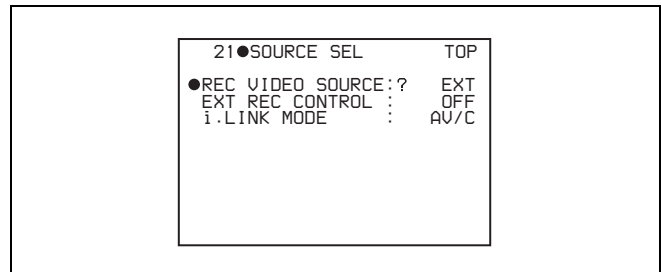 21●SOURCE SEL TOP
●REC VIDEO SOURCE:? EXT
EXT REC CONTROL : OFF
i.LINK MODE : AV/C